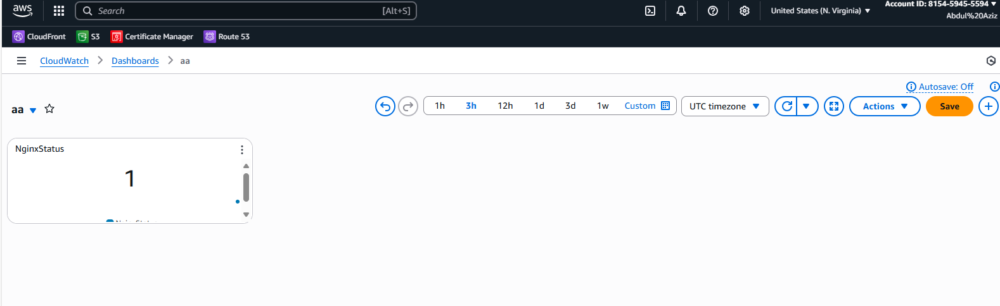 aws
Search [Alt+S]
United States (N. Virginia)
Account ID: 8154-5945-5594
Abdul%20Aziz
CloudFront S3 Certificate Manager Route 53
CloudWatch Dashboards aa
Autosave: Off
aa
1h 3h 12h 1d 3d 1w Custom UTC timezone Actions Save
NginxStatus
1